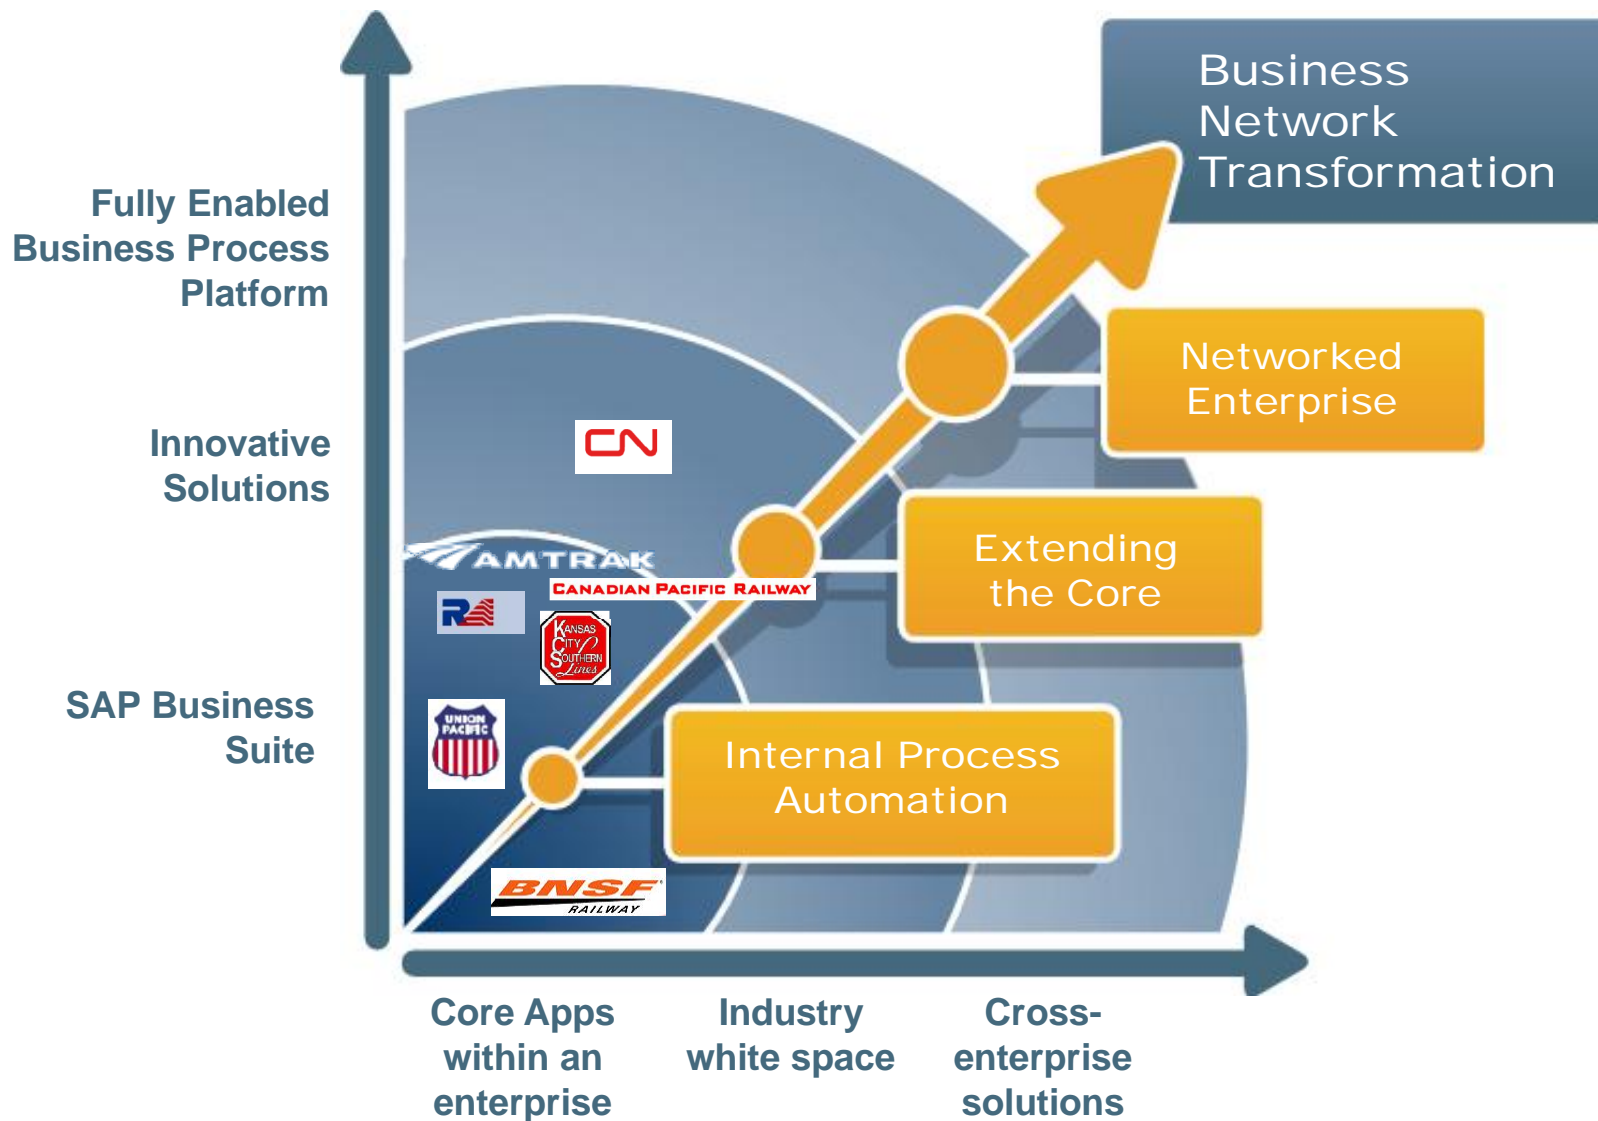 Business
Network
Transformation
Fully Enabled
Business Process
Platform
Networked
Enterprise
CN
Innovative
Solutions
Extending
the Core
AMTRAK
CANADIAN PACIFIC RAILWAY
KANSAS
CITY
SOUTHERN
Lines
SAP Business
Suite
UNION
PACIFIC
Internal Process
Automation
BNSF
RAILWAY
Core Apps
within an
enterprise
Industry
white space
Cross-
enterprise
solutions